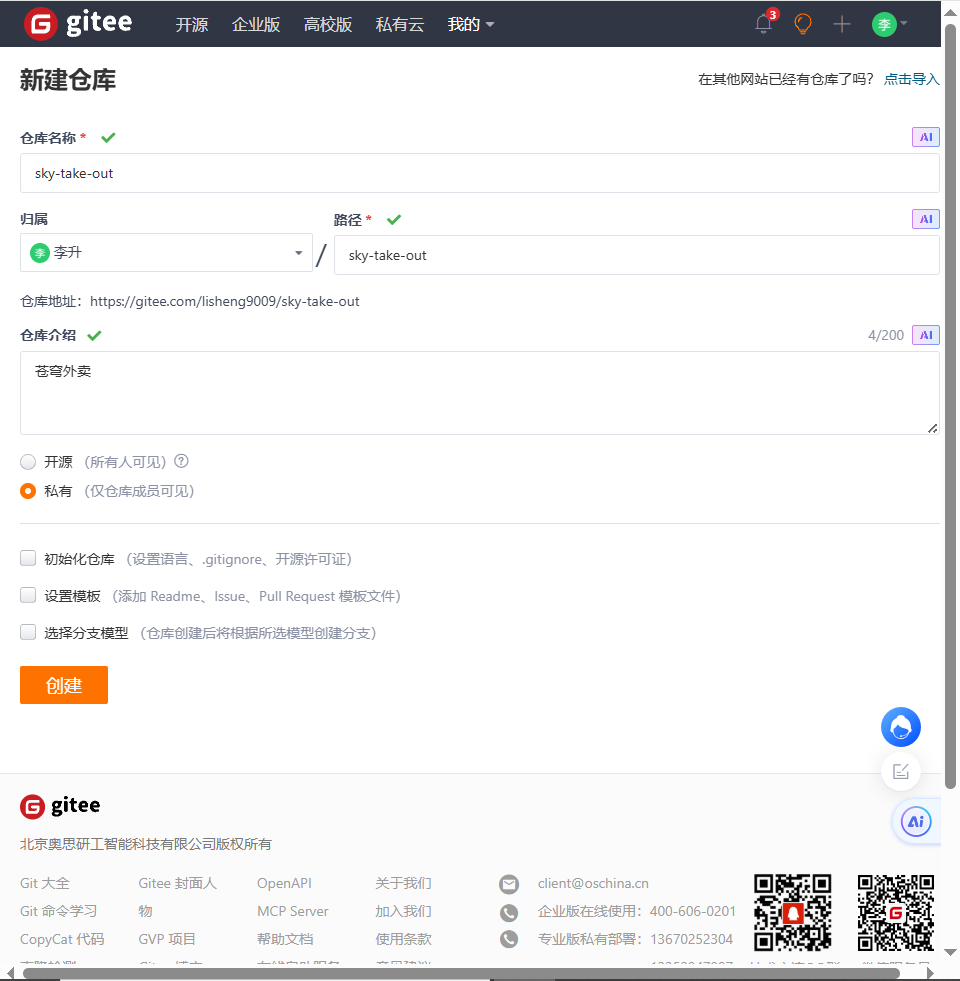 gitee 开源 企业版 高校版 私有云 我的 3 李
新建仓库 在其他网站已经有仓库了吗? 点击导入
仓库名称 * AI
sky-take-out
归属 路径 * AI
李 李升 / sky-take-out
仓库地址：https://gitee.com/lisheng9009/sky-take-out
仓库介绍 4/200 AI
苍穹外卖
开源 （所有人可见） ?
私有 （仅仓库成员可见）
初始化仓库 （设置语言、.gitignore、开源许可证）
设置模板 （添加 Readme、Issue、Pull Request 模板文件）
选择分支模型 （仓库创建后将根据所选模型创建分支）
创建
Ai
gitee
北京奥思研工智能科技有限公司版权所有
Git 大全 Gitee 封面人 OpenAPI 关于我们 client@oschina.cn
Git 命令学习 物 MCP Server 加入我们 企业版在线使用：400-606-0201
CopyCat 代码 GVP 项目 帮助文档 使用条款 专业版私有部署：13670252304